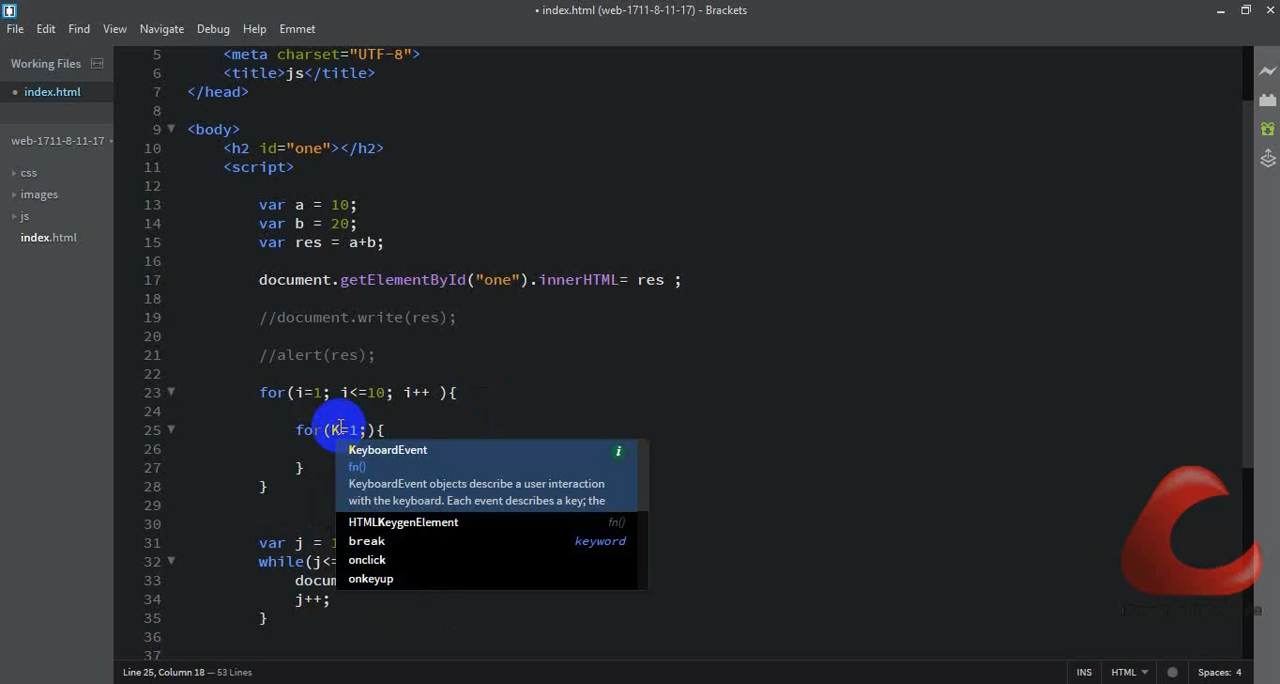 • index.html (web-1711-8-11-17) - Brackets
File Edit Find View Navigate Debug Help Emmet
Working Files
• index.html
web-1711-8-11-17
css
images
js
index.html
5 <meta charset="UTF-8">
6 <title>js</title>
7 </head>
8
9 <body>
10 <h2 id="one"></h2>
11 <script>
12
13 var a = 10;
14 var b = 20;
15 var res = a+b;
16
17 document.getElementById("one").innerHTML= res ;
18
19 //document.write(res);
20
21 //alert(res);
22
23 for(i=1; i<=10; i++ ){
24
25 for(K=1;){
26
27 }
28 }
29
30
31 var j =
32 while(j<=
33 docum
34 j++;
35 }
36
37
KeyboardEvent
fn()
KeyboardEvent objects describe a user interaction
with the keyboard. Each event describes a key; the
HTMLKeygenElement fn()
break keyword
onclick
onkeyup
Line 25, Column 18 — 53 Lines
INS HTML Spaces: 4